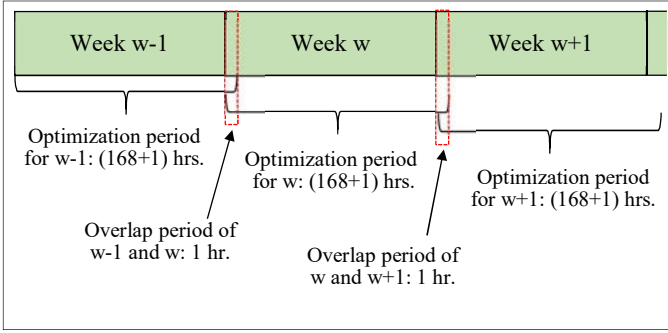 Week w-1
Week w
Week w+1
Optimization period
for w-1: (168+1) hrs.
Optimization period
for w: (168+1) hrs.
Optimization period
for w+1: (168+1) hrs.
Overlap period of
w-1 and w: 1 hr.
Overlap period of
w and w+1: 1 hr.